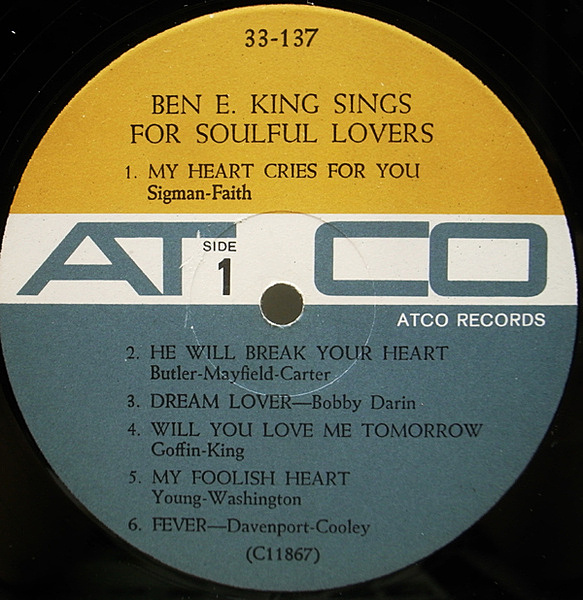 33-137
BEN E. KING SINGS
FOR SOULFUL LOVERS
1. MY HEART CRIES FOR YOU
Sigman-Faith
ATCO
SIDE
1
ATCO RECORDS
2. HE WILL BREAK YOUR HEART
Butler-Mayfield-Carter
3. DREAM LOVER—Bobby Darin
4. WILL YOU LOVE ME TOMORROW
Goffin-King
5. MY FOOLISH HEART
Young-Washington
6. FEVER—Davenport-Cooley
(C11867)